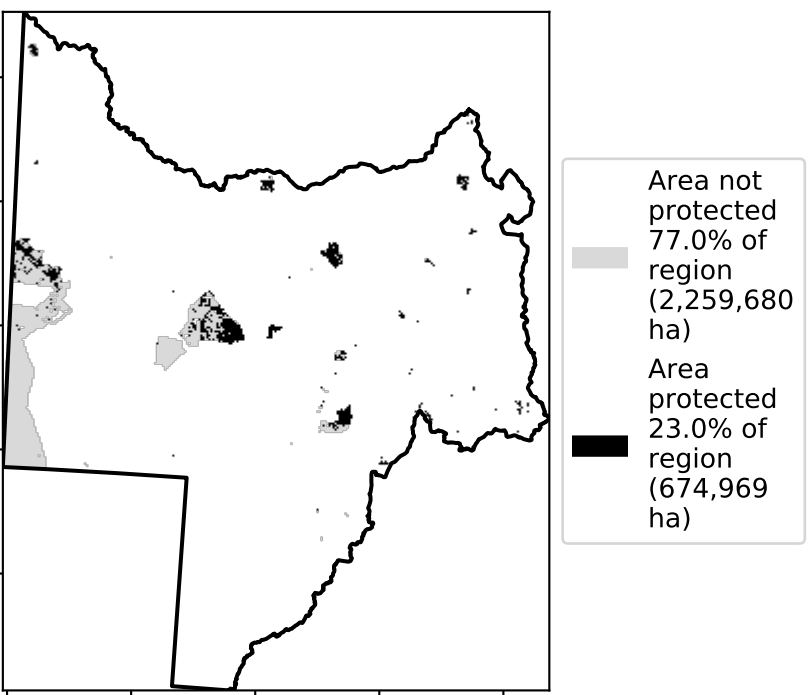 Area not
protected
77.0% of
region
(2,259,680
ha)
Area
protected
23.0% of
region
(674,969
ha)